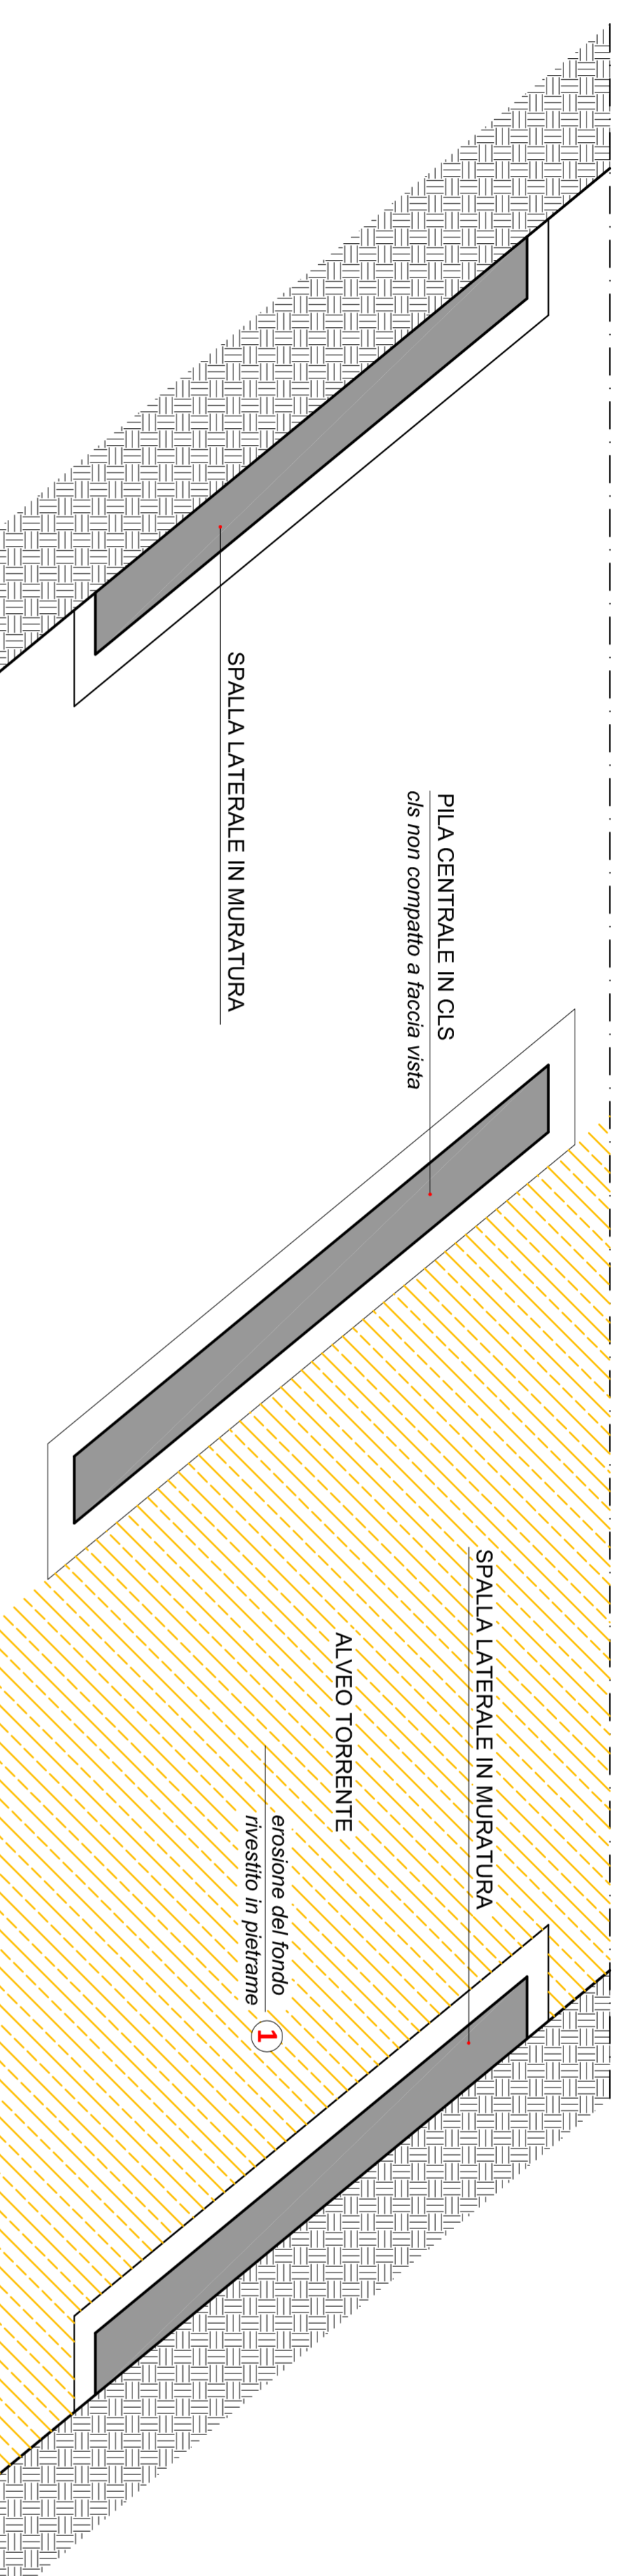 SPALLA LATERALE IN MURATURA
PILA CENTRALE IN CLS
cls non compatto a faccia vista
SPALLA LATERALE IN MURATURA
ALVEO TORRENTE
erosione del fondo
rivestito in pietrame
1